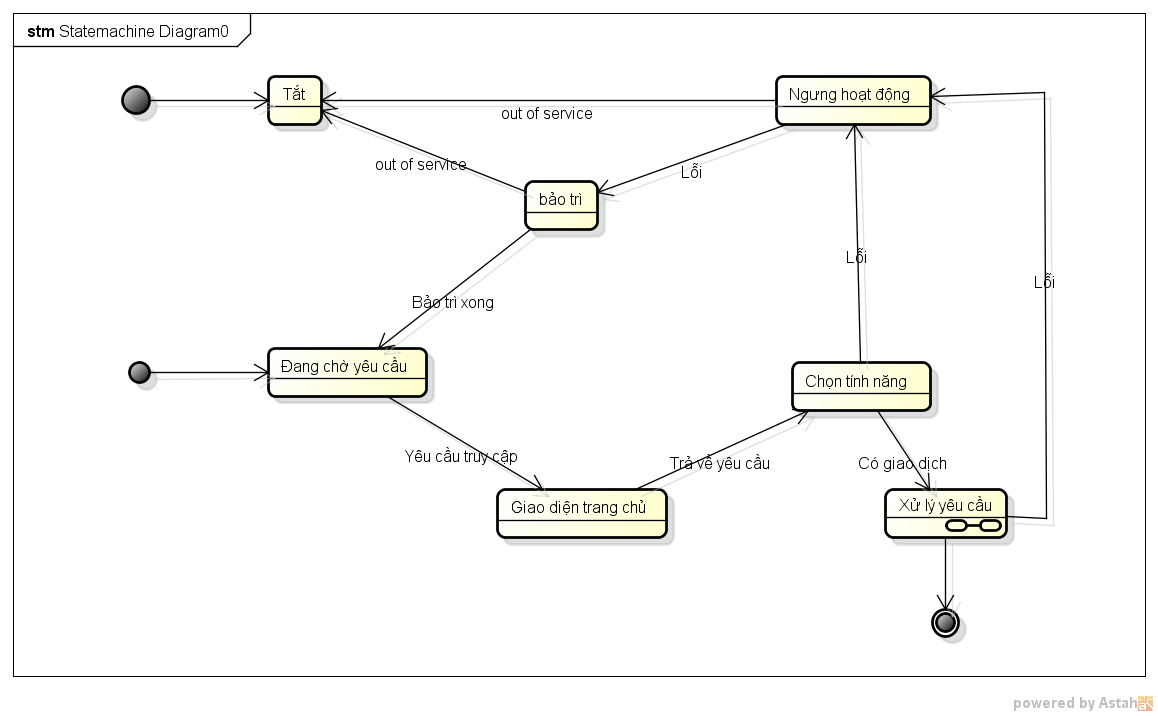 stm Statemachine Diagram0
Tắt
Ngưng hoạt động
out of service
out of service
Lỗi
bảo trì
Lỗi
Lỗi
Bảo trì xong
Đang chờ yêu cầu
Chọn tính năng
Yêu cầu truy cập
Trả về yêu cầu
Có giao dịch
Giao diện trang chủ
Xử lý yêu cầu
powered by Astah